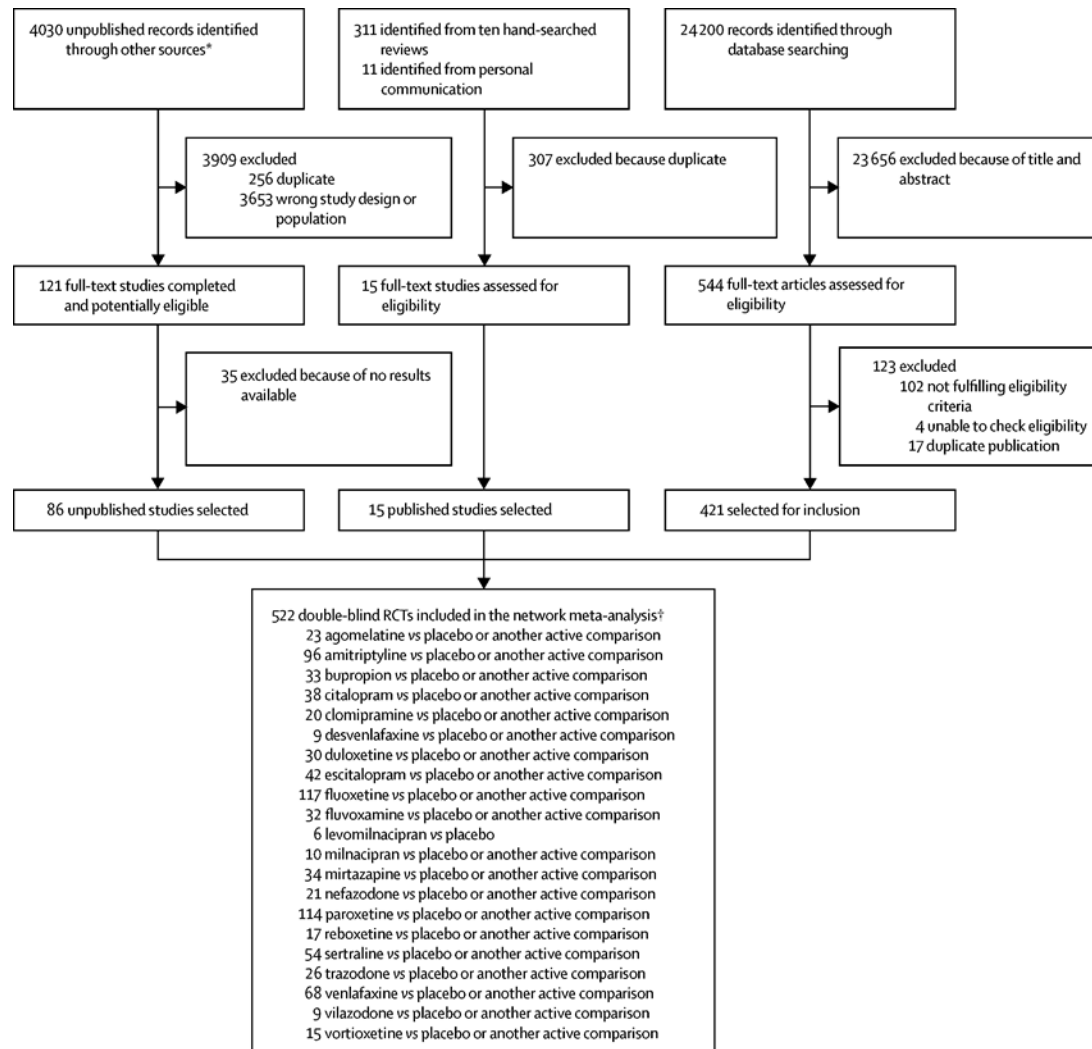 4030 unpublished records identified
through other sources*
311 identified from ten hand-searched
reviews
11 identified from personal
communication
24 200 records identified through
database searching
3909 excluded
256 duplicate
3653 wrong study design or
population
307 excluded because duplicate
23 656 excluded because of title and
abstract
121 full-text studies completed
and potentially eligible
15 full-text studies assessed for
eligibility
544 full-text articles assessed for
eligibility
35 excluded because of no results
available
123 excluded
102 not fulfilling eligibility
criteria
4 unable to check eligibility
17 duplicate publication
86 unpublished studies selected
15 published studies selected
421 selected for inclusion
522 double-blind RCTs included in the network meta-analysis†
23 agomelatine vs placebo or another active comparison
96 amitriptyline vs placebo or another active comparison
33 bupropion vs placebo or another active comparison
38 citalopram vs placebo or another active comparison
20 clomipramine vs placebo or another active comparison
9 desvenlafaxine vs placebo or another active comparison
30 duloxetine vs placebo or another active comparison
42 escitalopram vs placebo or another active comparison
117 fluoxetine vs placebo or another active comparison
32 fluvoxamine vs placebo or another active comparison
6 levomilnacipran vs placebo
10 milnacipran vs placebo or another active comparison
34 mirtazapine vs placebo or another active comparison
21 nefazodone vs placebo or another active comparison
114 paroxetine vs placebo or another active comparison
17 reboxetine vs placebo or another active comparison
54 sertraline vs placebo or another active comparison
26 trazodone vs placebo or another active comparison
68 venlafaxine vs placebo or another active comparison
9 vilazodone vs placebo or another active comparison
15 vortioxetine vs placebo or another active comparison